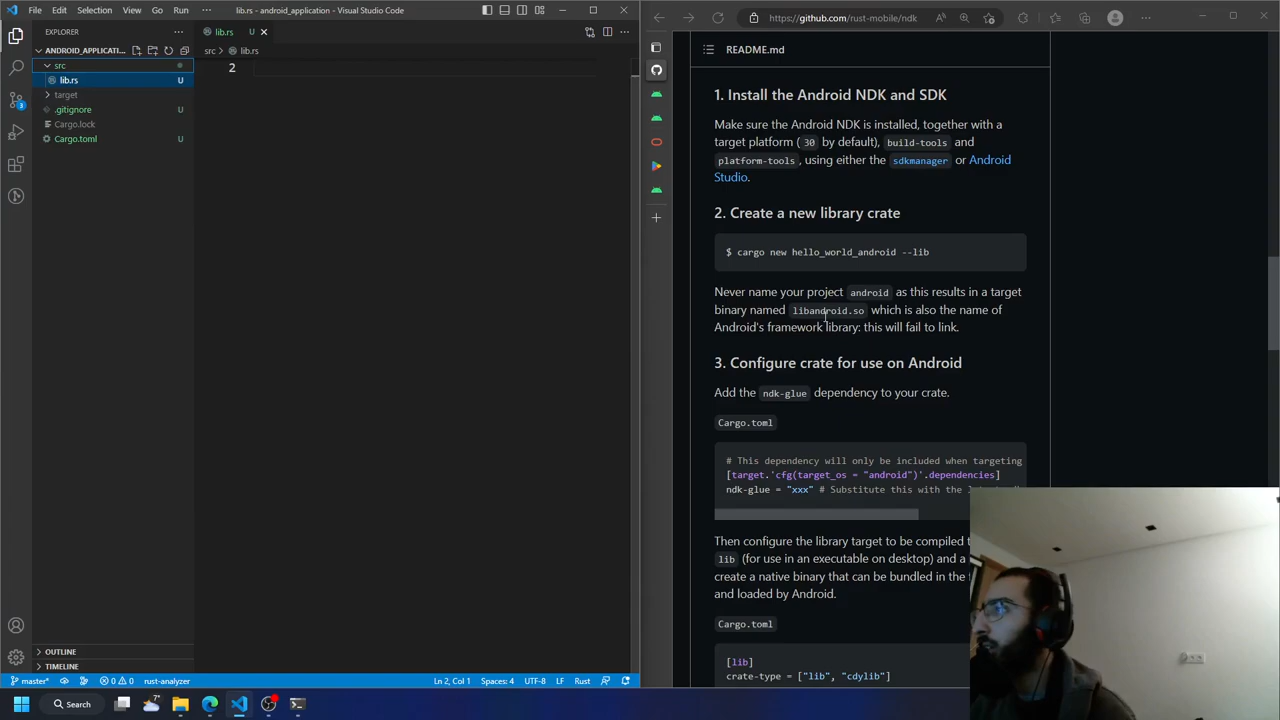 File Edit Selection View Go Run
lib.rs - android_application - Visual Studio Code
EXPLORER
ANDROID_APPLICATI...
src
lib.rs U
target
.gitignore U
Cargo.lock
Cargo.toml U
OUTLINE
TIMELINE
3
lib.rs U
src > lib.rs
2
master* 0 0 rust-analyzer
Ln 2, Col 1 Spaces: 4 UTF-8 LF Rust
https://github.com/rust-mobile/ndk
README.md
1. Install the Android NDK and SDK
Make sure the Android NDK is installed, together with a
target platform ( 30 by default), build-tools and
platform-tools , using either the sdkmanager or Android
Studio.
2. Create a new library crate
$ cargo new hello_world_android --lib
Never name your project android as this results in a target
binary named libandroid.so which is also the name of
Android's framework library: this will fail to link.
3. Configure crate for use on Android
Add the ndk-glue dependency to your crate.
Cargo.toml
# This dependency will only be included when targeting
[target.'cfg(target_os = "android")'.dependencies]
ndk-glue = "xxx" # Substitute this with the
Then configure the library target to be compiled
lib (for use in an executable on desktop) and a
create a native binary that can be bundled in the
and loaded by Android.
Cargo.toml
[lib]
crate-type = ["lib", "cdylib"]
Search
7°